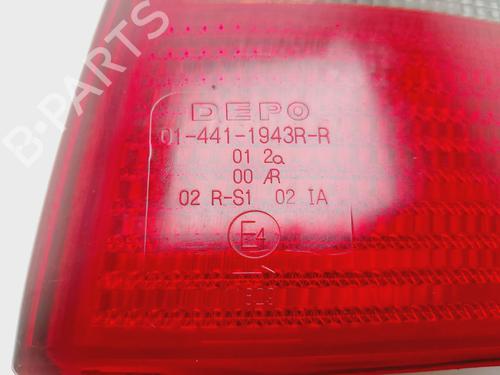 B-PARTS
DEPO
01-441-1943R-R
01 2a
00 AR
02 R-S1 02 IA
E4